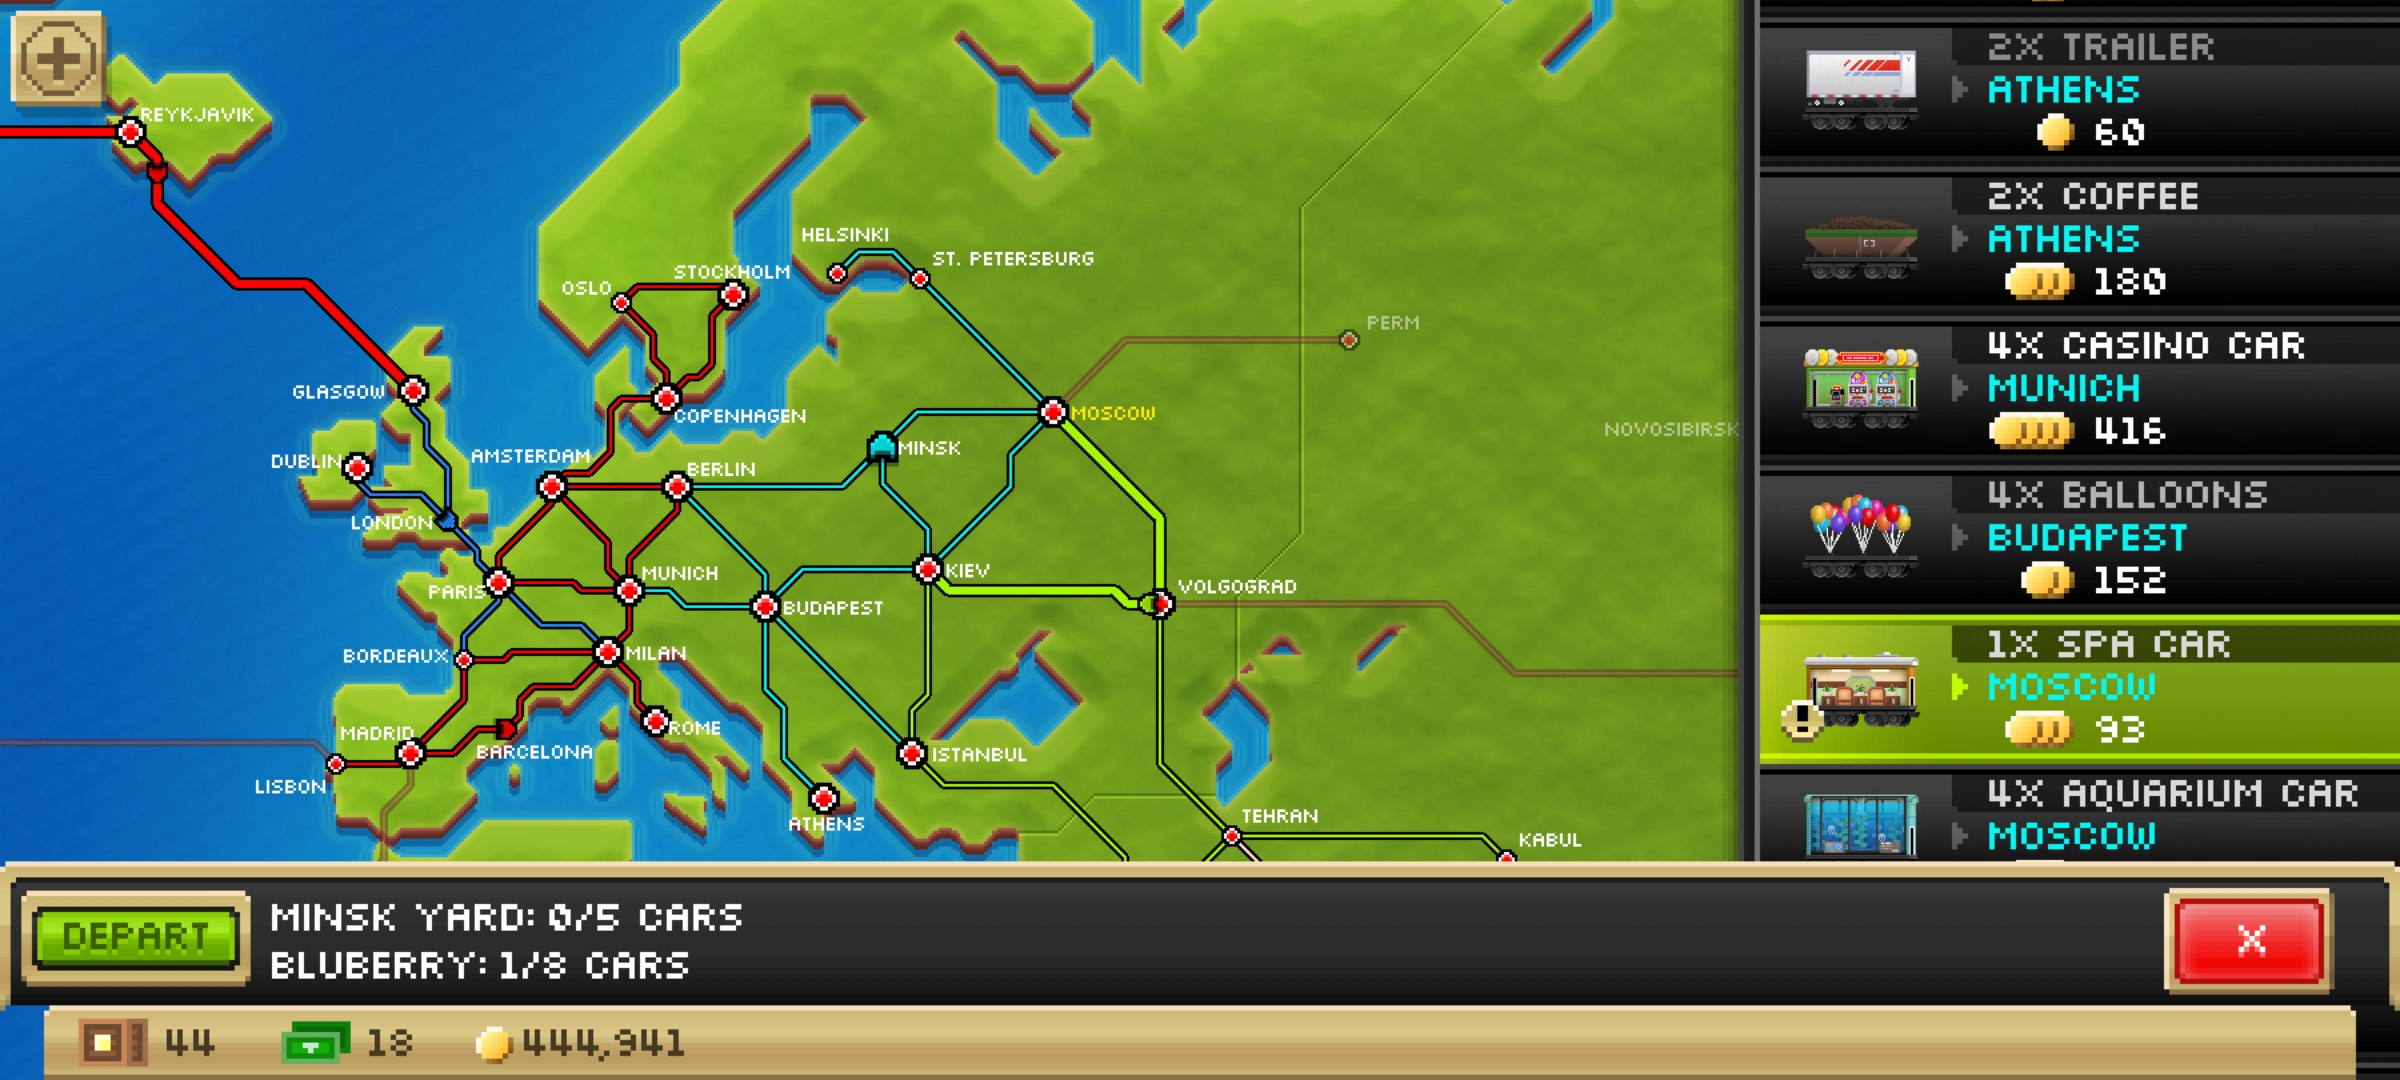 REYKJAVIK
HELSINKI
ST. PETERSBURG
STOCKHOLM
OSLO
PERM
GLASGOW
COPENHAGEN
MOSCOW
NOVOSIBIRSK
MINSK
AMSTERDAM
DUBLIN
BERLIN
LONDON
MUNICH
KIEV
VOLGOGRAD
PARIS
BUDAPEST
BORDEAUX
MILAN
MADRID
ROME
BARCELONA
ISTANBUL
LISBON
ATHENS
TEHRAN
KABUL
2X TRAILER
ATHENS
60
2X COFFEE
ATHENS
180
4X CASINO CAR
MUNICH
416
4X BALLOONS
BUDAPEST
152
1X SPA CAR
MOSCOW
93
4X AQUARIUM CAR
MOSCOW
DEPART
MINSK YARD: 0/5 CARS
BLUBERRY: 1/8 CARS
X
44
18
444,941